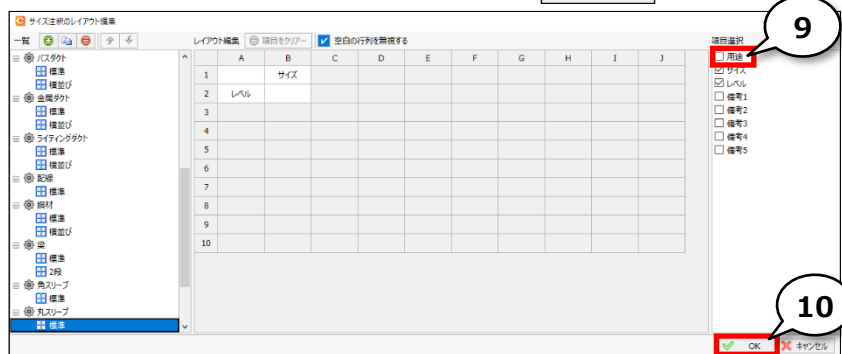 サイズ注釈のレイアウト編集
一覧
レイアウト編集 項目をクリアー 空白の行列を無視する
項目選択
9
バスダクト
標準
横並び
金属ダクト
標準
横並び
ライティングダクト
標準
横並び
配線
標準
鋼材
標準
横並び
梁
標準
2段
角スリーブ
標準
丸スリーブ
標準
A B C D E F G H I J
1 サイズ
2 レベル
3
4
5
6
7
8
9
10
用途
サイズ
レベル
備考1
備考2
備考3
備考4
備考5
10
OK キャンセル